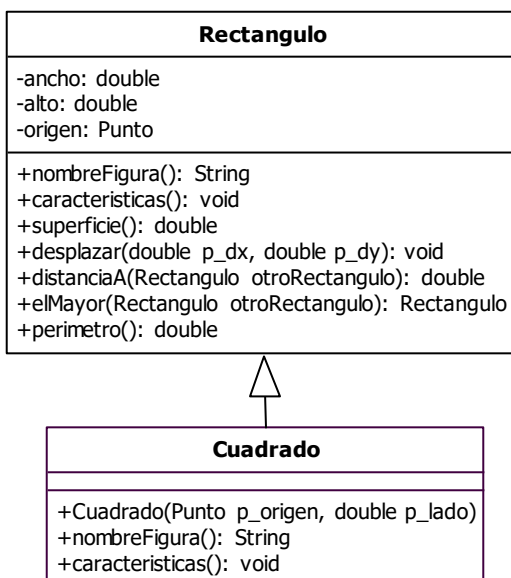 Rectangulo
-ancho: double
-alto: double
-origen: Punto
+nombreFigura(): String
+caracteristicas(): void
+superficie(): double
+desplazar(double p_dx, double p_dy): void
+distanciaA(Rectangulo otroRectangulo): double
+elMayor(Rectangulo otroRectangulo): Rectangulo
+perimetro(): double
Cuadrado
+Cuadrado(Punto p_origen, double p_lado)
+nombreFigura(): String
+caracteristicas(): void